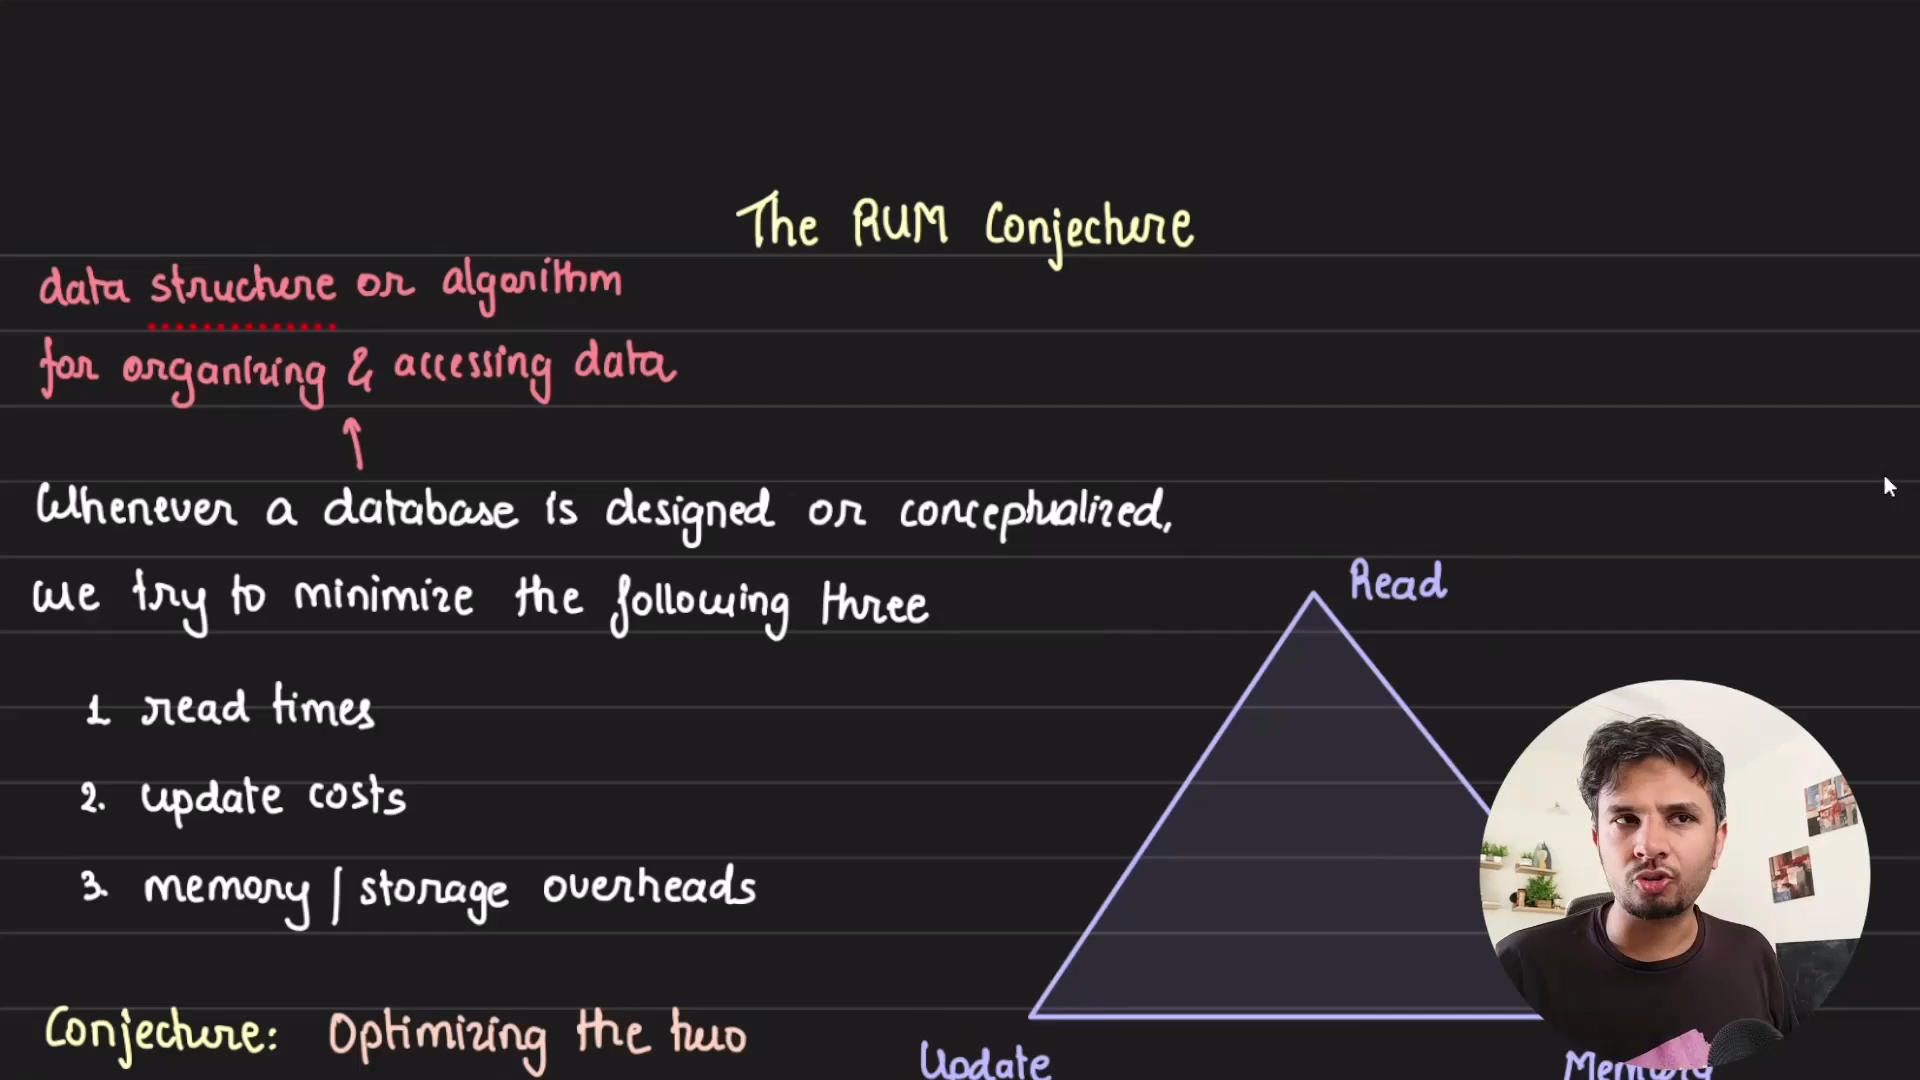 The RUM Conjecture
data structure or algorithm
for organizing & accessing data
Whenever a database is designed or conceptualized,
we try to minimize the following three
1. read times
2. update costs
3. memory / storage overheads
Conjecture: Optimizing the two
Read
Update
Memory